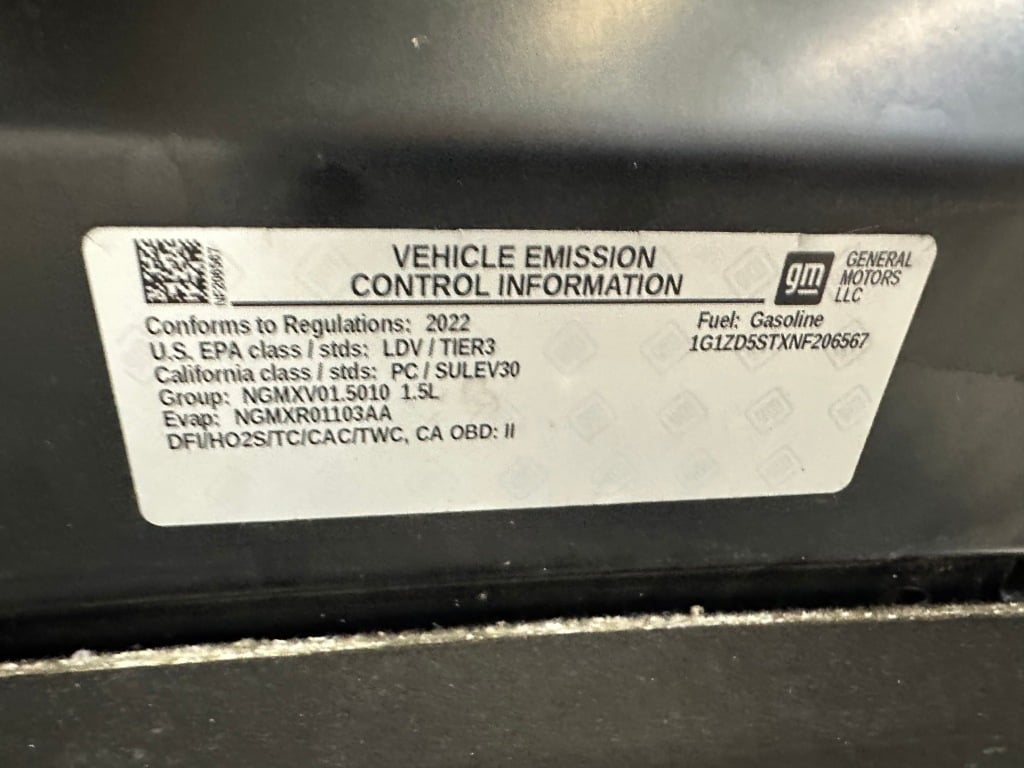 VEHICLE EMISSION
CONTROL INFORMATION
gm
GENERAL
MOTORS
LLC
NF206567
Conforms to Regulations: 2022
U.S. EPA class / stds: LDV / TIER3
California class / stds: PC / SULEV30
Group: NGMXV01.5010 1.5L
Evap: NGMXR01103AA
DFI/HO2S/TC/CAC/TWC, CA OBD: II
Fuel: Gasoline
1G1ZD5STXNF206567